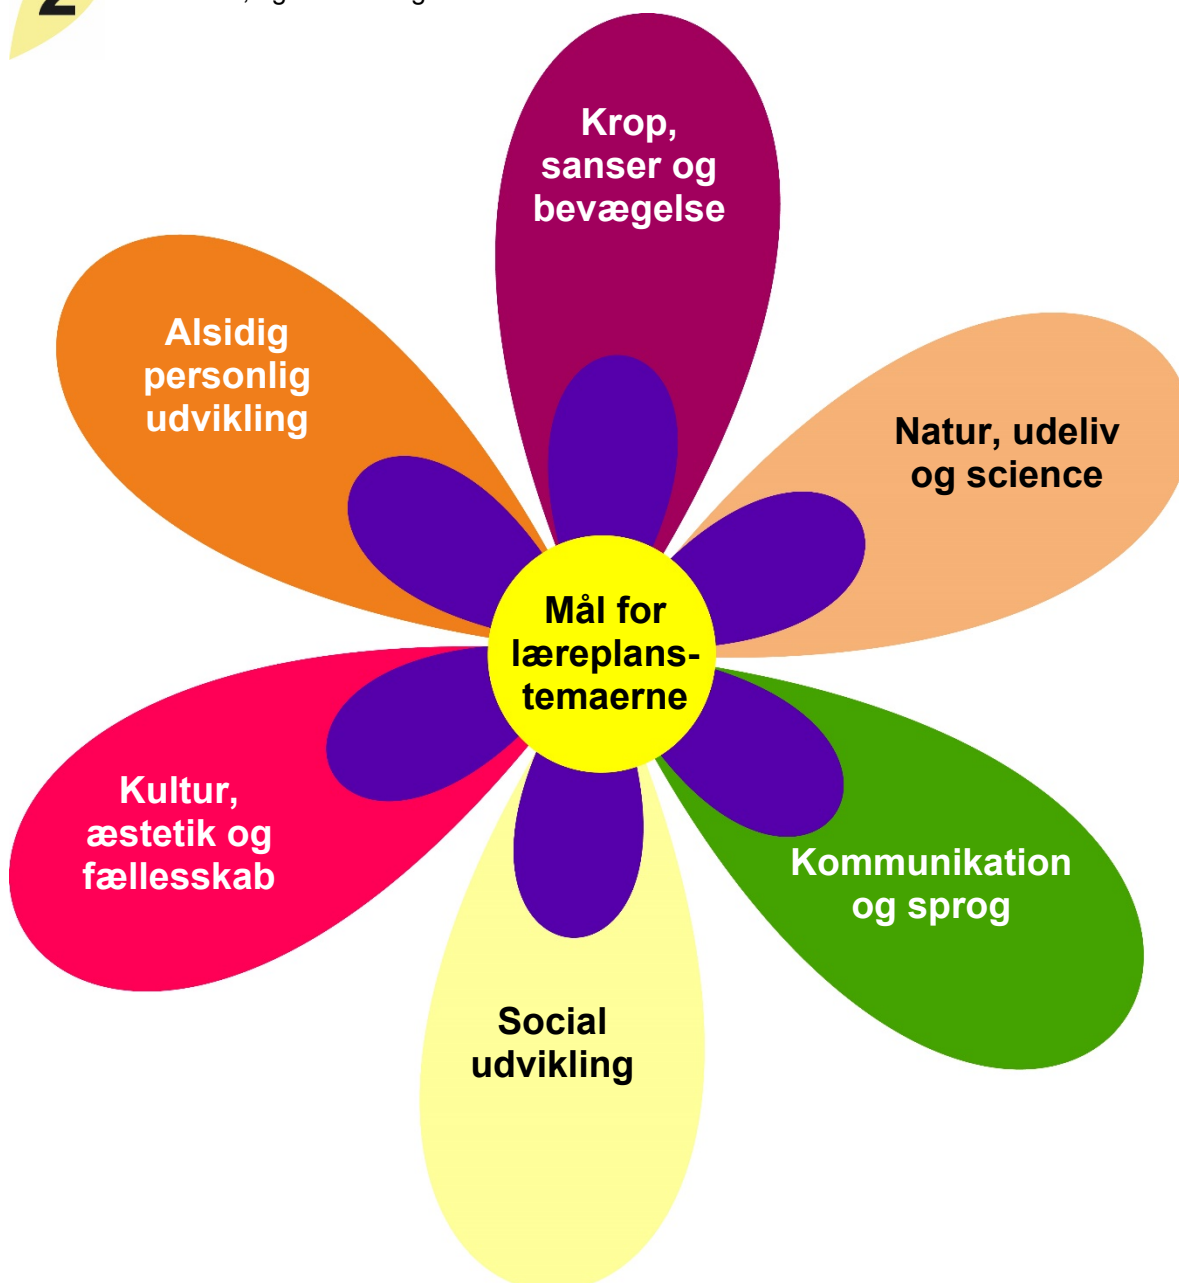 2
Krop,
sanser og
bevægelse
Alsidig
personlig
udvikling
Natur, udeliv
og science
Mål for
læreplans-
temaerne
Kultur,
æstetik og
fællesskab
Kommunikation
og sprog
Social
udvikling